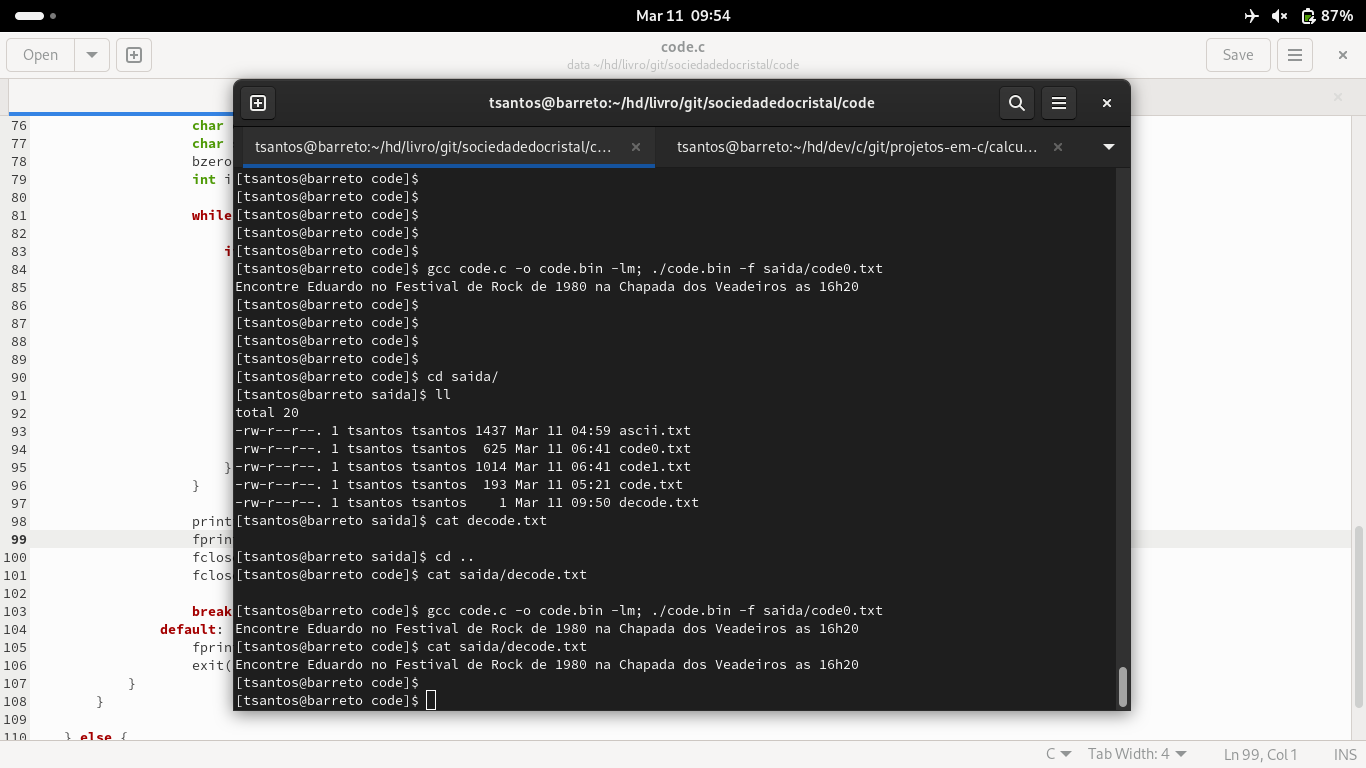 Mar 11 09:54
87%
Open
code.c
data ~/hd/livro/git/sociedadedocristal/code
Save
tsantos@barreto:~/hd/livro/git/sociedadedocristal/code
tsantos@barreto:~/hd/livro/git/sociedadedocristal/c...
tsantos@barreto:~/hd/dev/c/git/projetos-em-c/calcu...
76 char
77 char
78 bzero
79 int i
80
81 while
82
83 i
84
85
86
87
88
89
90
91
92
93
94
95 }
96 }
97
98 print
99 fprin
100 fclos
101 fclos
102
103 break
104 default:
105 fprin
106 exit(
107 }
108 }
109
110 } else {
[tsantos@barreto code]$
[tsantos@barreto code]$
[tsantos@barreto code]$
[tsantos@barreto code]$
[tsantos@barreto code]$
[tsantos@barreto code]$ gcc code.c -o code.bin -lm; ./code.bin -f saida/code0.txt
Encontre Eduardo no Festival de Rock de 1980 na Chapada dos Veadeiros as 16h20
[tsantos@barreto code]$
[tsantos@barreto code]$
[tsantos@barreto code]$
[tsantos@barreto code]$
[tsantos@barreto code]$ cd saida/
[tsantos@barreto saida]$ ll
total 20
-rw-r--r--. 1 tsantos tsantos 1437 Mar 11 04:59 ascii.txt
-rw-r--r--. 1 tsantos tsantos  625 Mar 11 06:41 code0.txt
-rw-r--r--. 1 tsantos tsantos 1014 Mar 11 06:41 code1.txt
-rw-r--r--. 1 tsantos tsantos  193 Mar 11 05:21 code.txt
-rw-r--r--. 1 tsantos tsantos    1 Mar 11 09:50 decode.txt
[tsantos@barreto saida]$ cat decode.txt

[tsantos@barreto saida]$ cd ..
[tsantos@barreto code]$ cat saida/decode.txt

[tsantos@barreto code]$ gcc code.c -o code.bin -lm; ./code.bin -f saida/code0.txt
Encontre Eduardo no Festival de Rock de 1980 na Chapada dos Veadeiros as 16h20
[tsantos@barreto code]$ cat saida/decode.txt
Encontre Eduardo no Festival de Rock de 1980 na Chapada dos Veadeiros as 16h20
[tsantos@barreto code]$
[tsantos@barreto code]$
C
Tab Width: 4
Ln 99, Col 1
INS